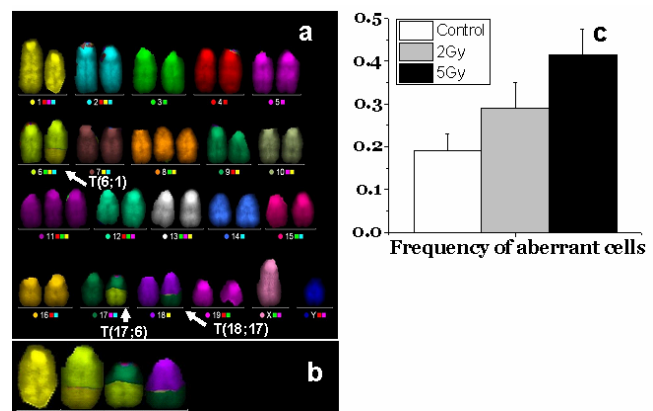 a
1 2 3 4 5
6 7 8 9 10
T(6;1)
11 12 13 14 15
16 17 18 19 X Y
T(17;6) T(18;17)
b
c
0.5
0.4
0.3
0.2
0.1
0.0
Control
2Gy
5Gy
Frequency of aberrant cells